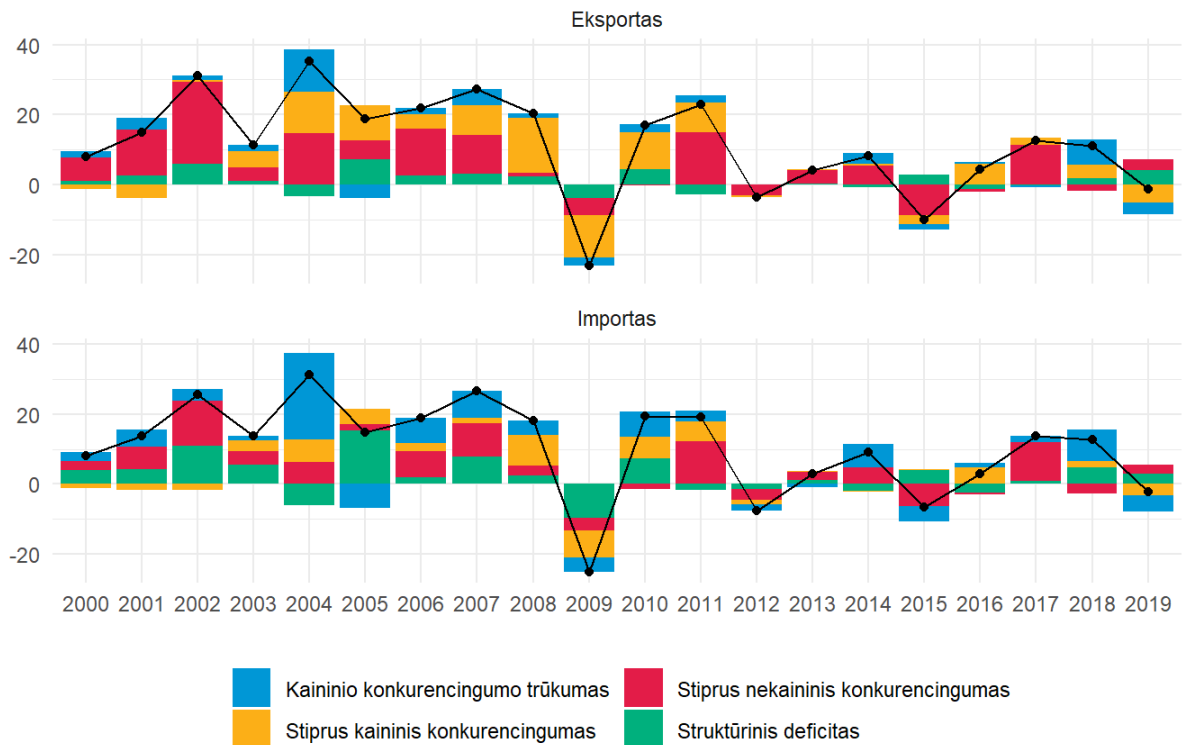 Eksportas
40
20
0
-20
Importas
40
20
0
-20
2000 2001 2002 2003 2004 2005 2006 2007 2008 2009 2010 2011 2012 2013 2014 2015 2016 2017 2018 2019
Kaininio konkurencingumo trūkumas Stiprus nekaininis konkurencingumas
Stiprus kaininis konkurencingumas Struktūrinis deficitas